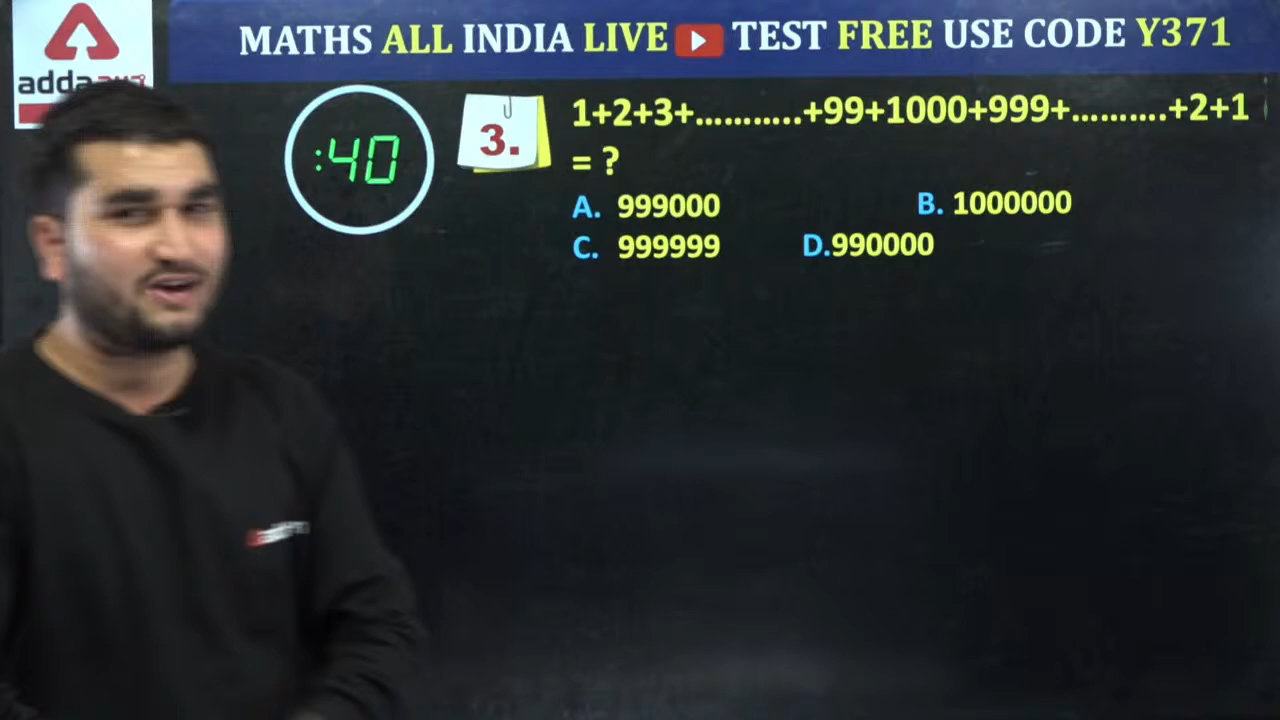 MATHS ALL INDIA LIVE TEST FREE USE CODE Y371
adda
:40
3.
1+2+3+...........+99+1000+999+..........+2+1
= ?
A. 999000 B. 1000000
C. 999999 D.990000